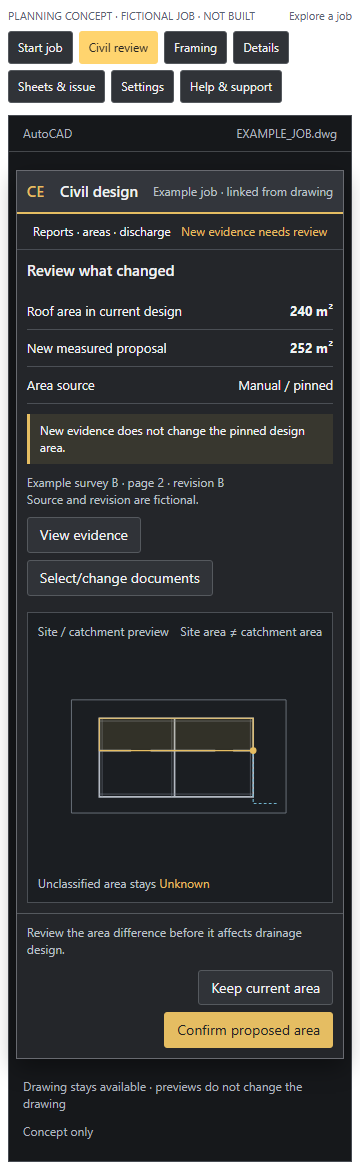 PLANNING CONCEPT · FICTIONAL JOB · NOT BUILT
Explore a job
Start job
Civil review
Framing
Details
Sheets & issue
Settings
Help & support
AutoCAD
EXAMPLE_JOB.dwg
CE
Civil design
Example job · linked from drawing
Reports · areas · discharge
New evidence needs review
Review what changed
Roof area in current design
240 m²
New measured proposal
252 m²
Area source
Manual / pinned
New evidence does not change the pinned design
area.
Example survey B · page 2 · revision B
Source and revision are fictional.
View evidence
Select/change documents
Site / catchment preview
Site area ≠ catchment area
Unclassified area stays Unknown
Review the area difference before it affects drainage
design.
Keep current area
Confirm proposed area
Drawing stays available · previews do not change the
drawing
Concept only